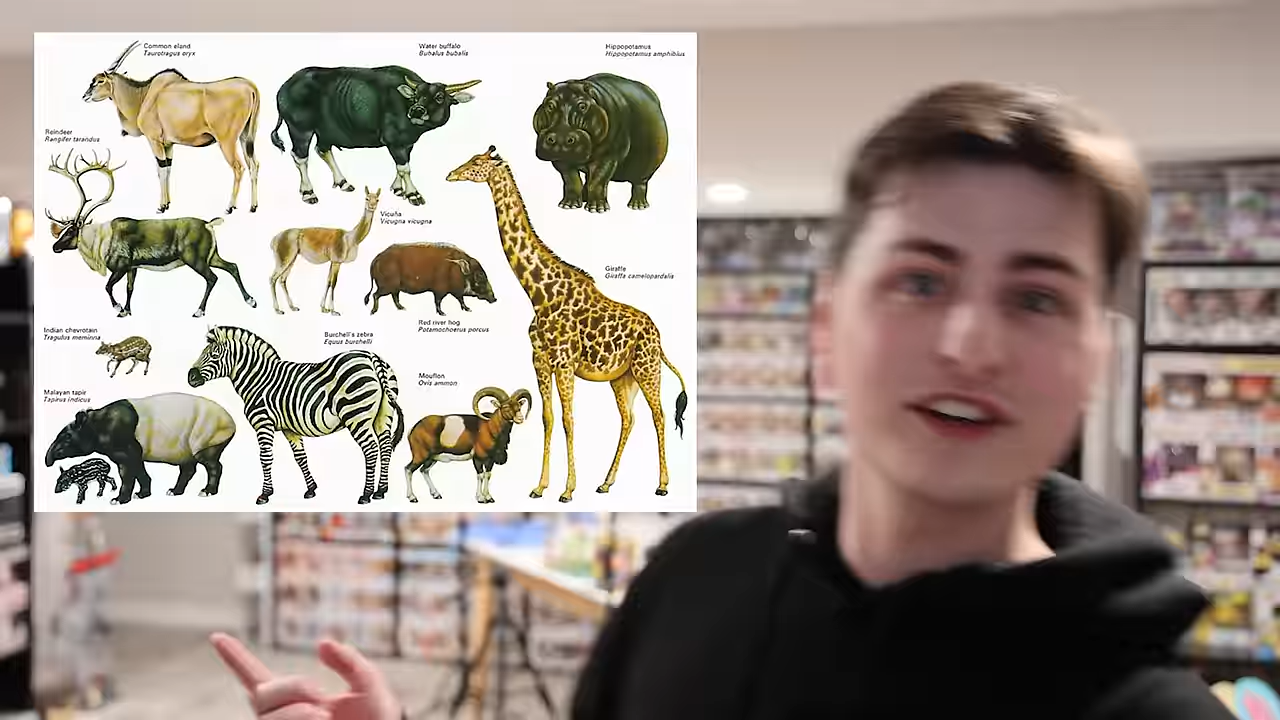 Common eland
Taurotragus oryx
Water buffalo
Bubalus bubalis
Hippopotamus
Hippopotamus amphibius
Reindeer
Rangifer tarandus
Vicuña
Vicugna vicugna
Giraffe
Giraffa camelopardalis
Indian chevrotain
Tragulus meminna
Burchell's zebra
Equus burchelli
Red river hog
Potamochoerus porcus
Mouflon
Ovis ammon
Malayan tapir
Tapirus indicus